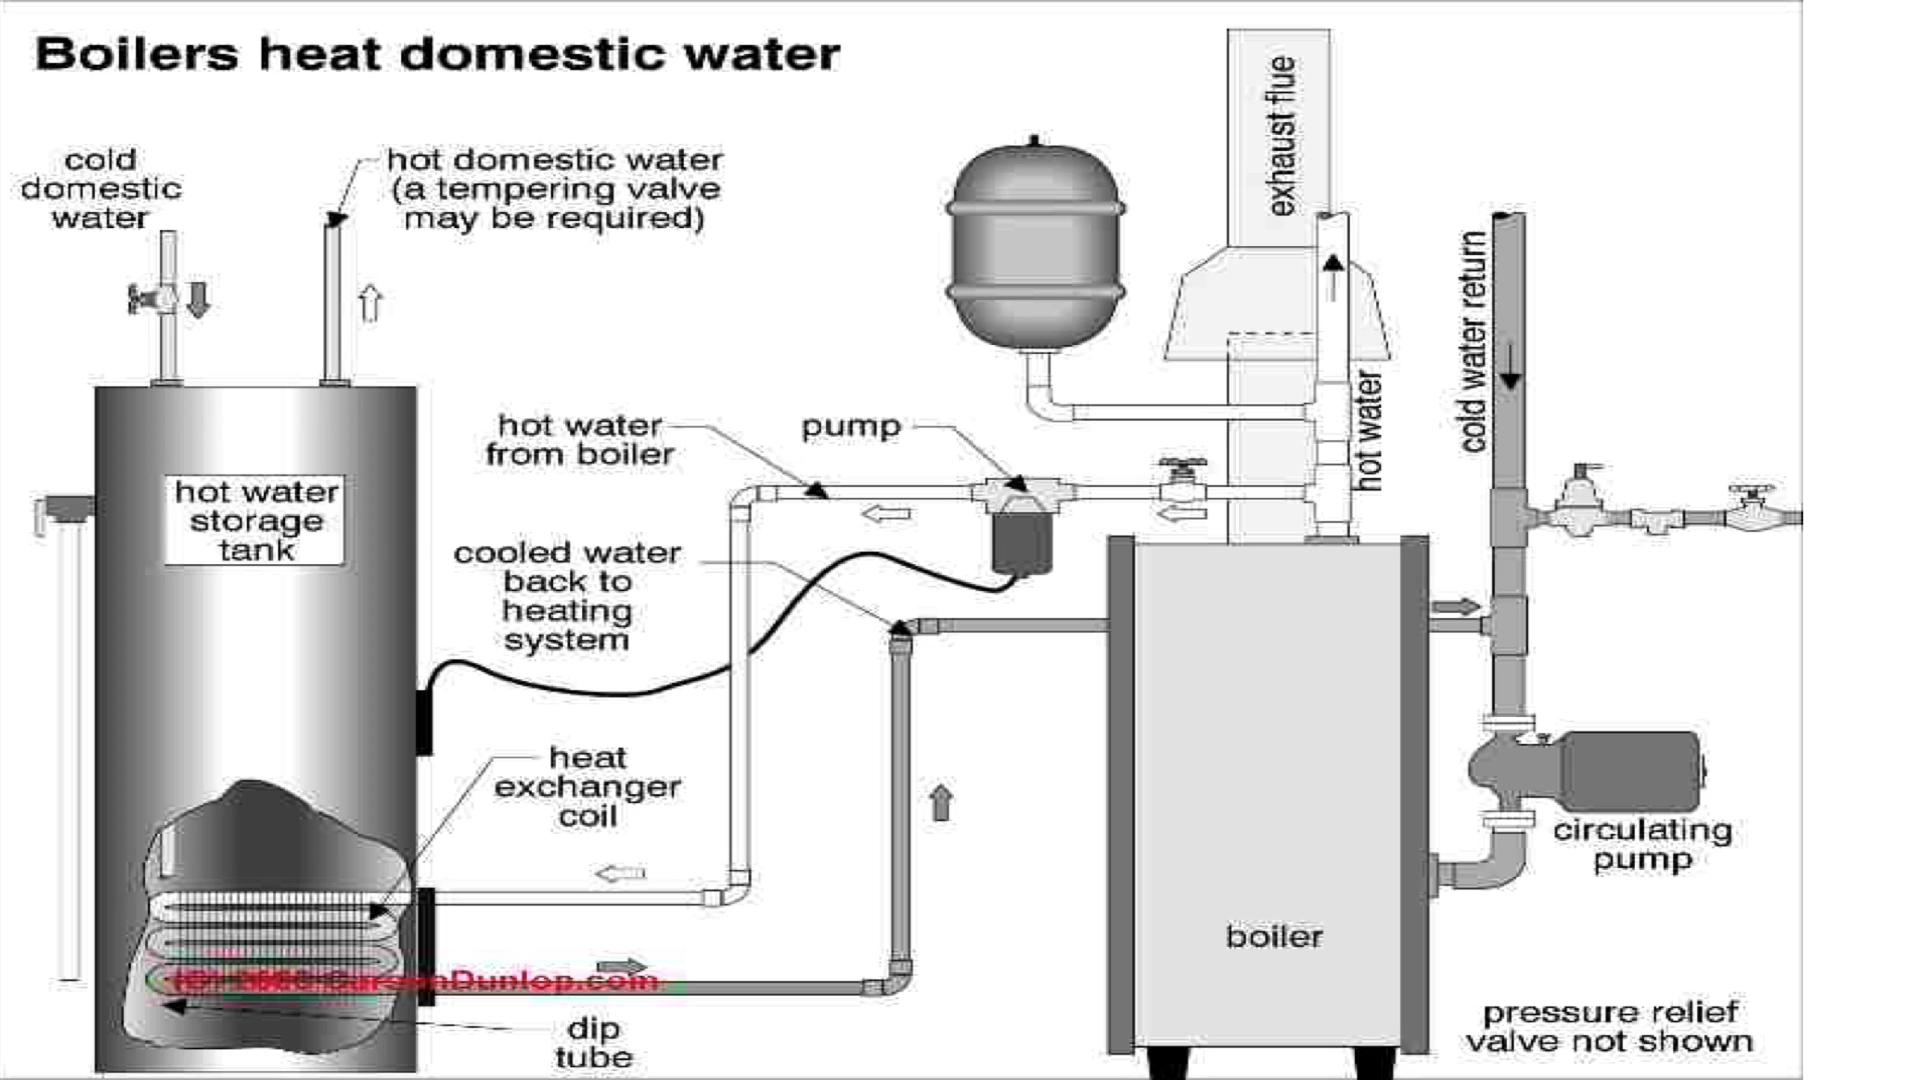 Boilers heat domestic water
cold
domestic
water
hot domestic water
(a tempering valve
may be required)
exhaust flue
cold water return
hot water
hot water
from boiler
pump
hot water
storage
tank
cooled water
back to
heating
system
heat
exchanger
coil
circulating
pump
boiler
CarsonDunlop.com
pressure relief
valve not shown
dip
tube